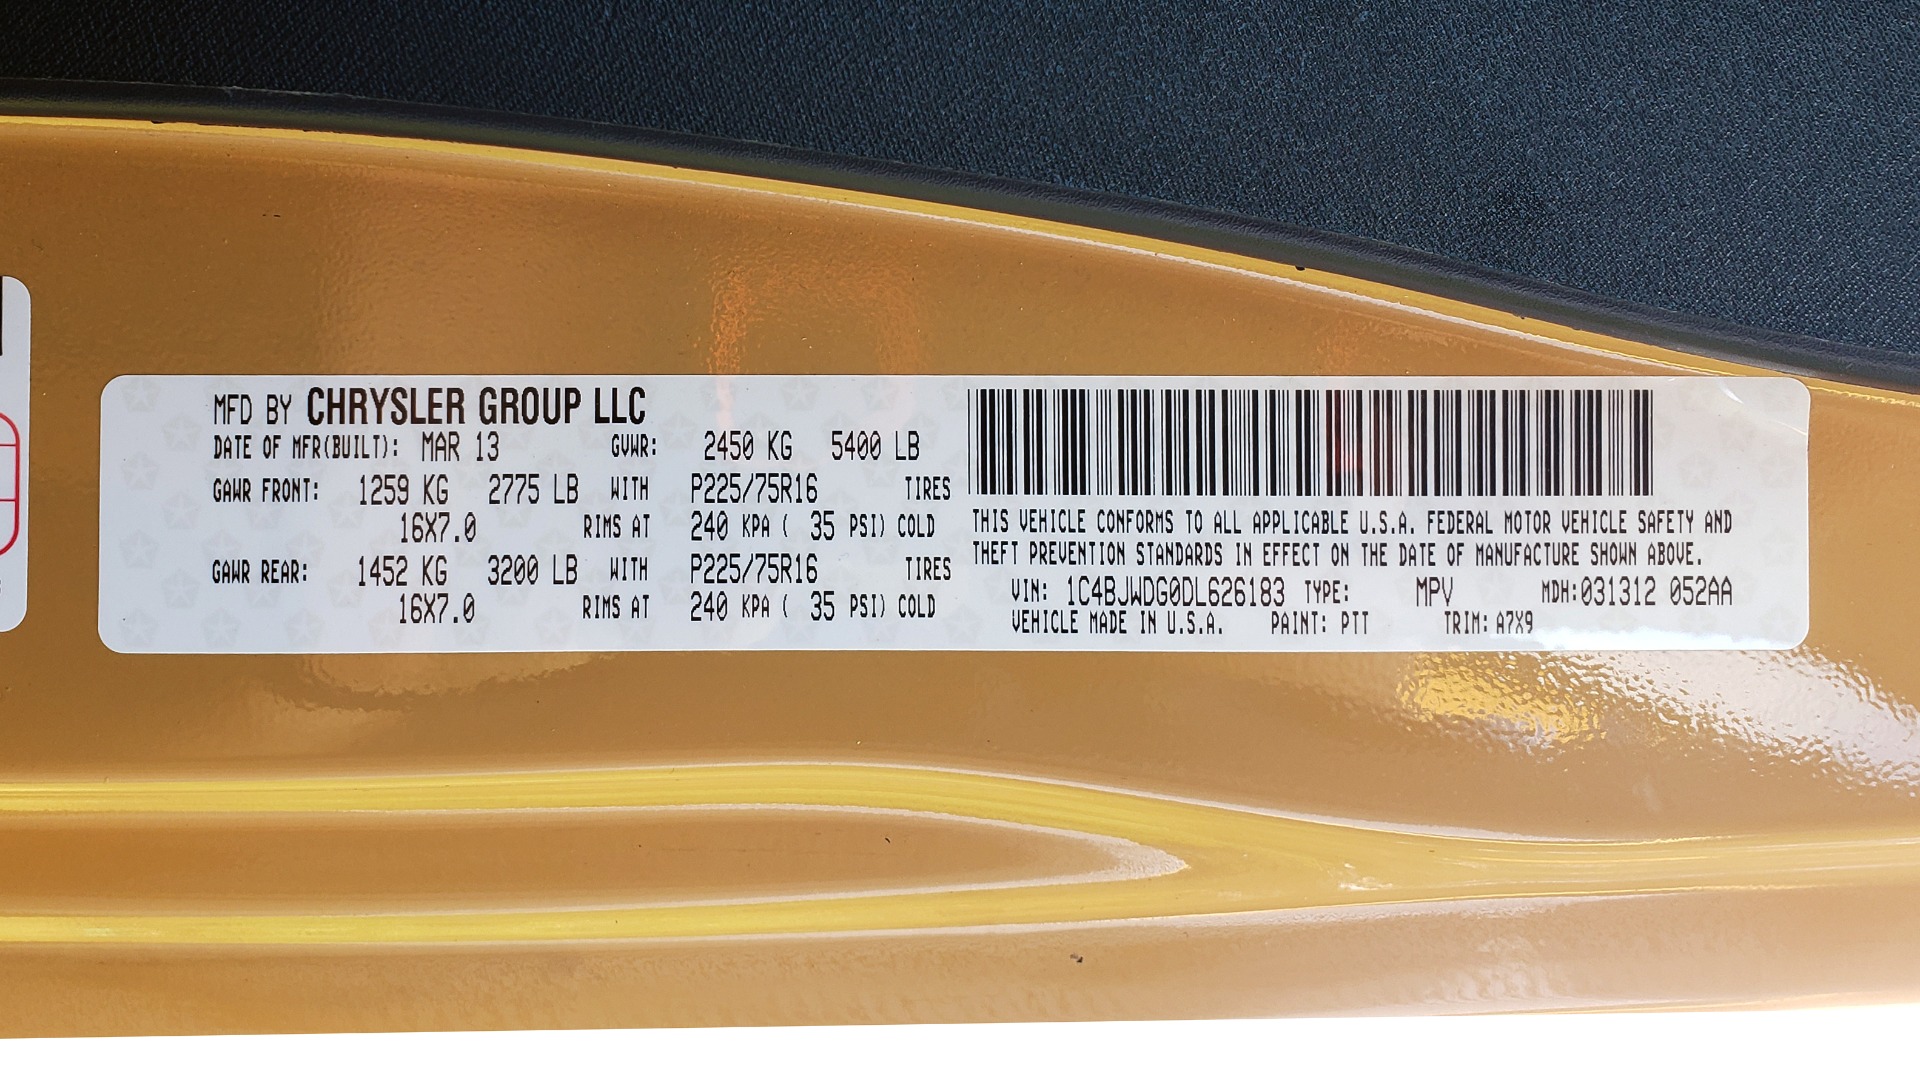 MFD BY CHRYSLER GROUP LLC
DATE OF MFR(BUILT): MAR 13 GVWR: 2450 KG 5400 LB
GAWR FRONT: 1259 KG 2775 LB WITH P225/75R16 TIRES
16X7.0 RIMS AT 240 KPA ( 35 PSI) COLD
GAWR REAR: 1452 KG 3200 LB WITH P225/75R16 TIRES
16X7.0 RIMS AT 240 KPA ( 35 PSI) COLD
THIS VEHICLE CONFORMS TO ALL APPLICABLE U.S.A. FEDERAL MOTOR VEHICLE SAFETY AND
THEFT PREVENTION STANDARDS IN EFFECT ON THE DATE OF MANUFACTURE SHOWN ABOVE.
VIN: 1C4BJWDG0DL626183 TYPE: MPV MDH:031312 052AA
VEHICLE MADE IN U.S.A. PAINT: PTT TRIM: A7X9